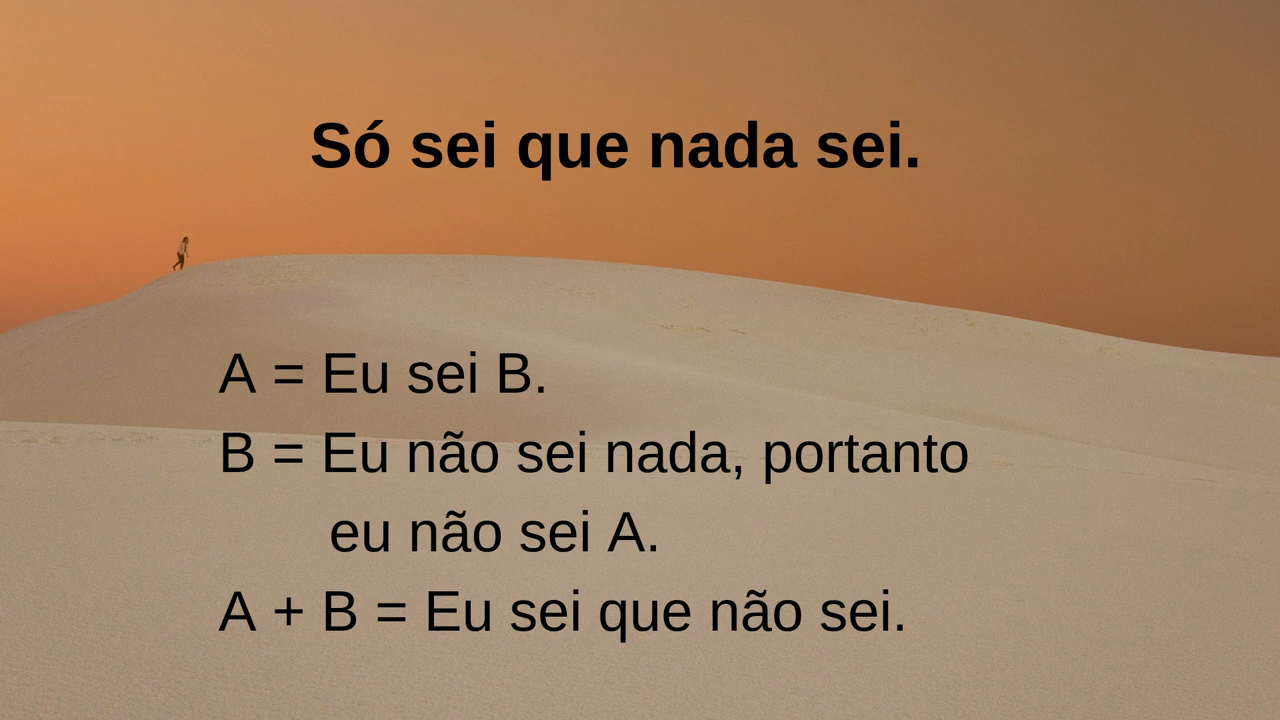 Só sei que nada sei.
A = Eu sei B.
B = Eu não sei nada, portanto
eu não sei A.
A + B = Eu sei que não sei.